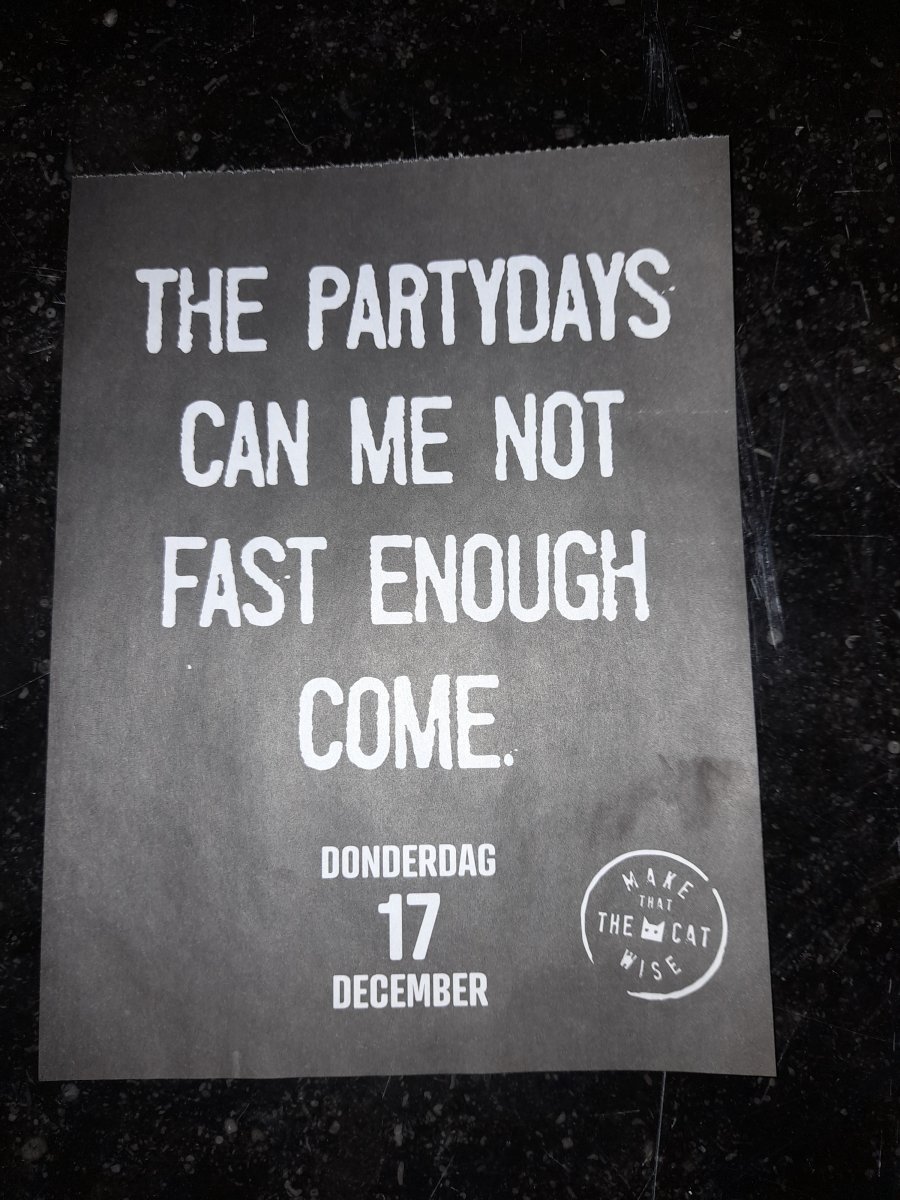 THE PARTYDAYS
CAN ME NOT
FAST ENOUGH
COME.
DONDERDAG
17
DECEMBER
MAKE
THAT
THE CAT
WISE